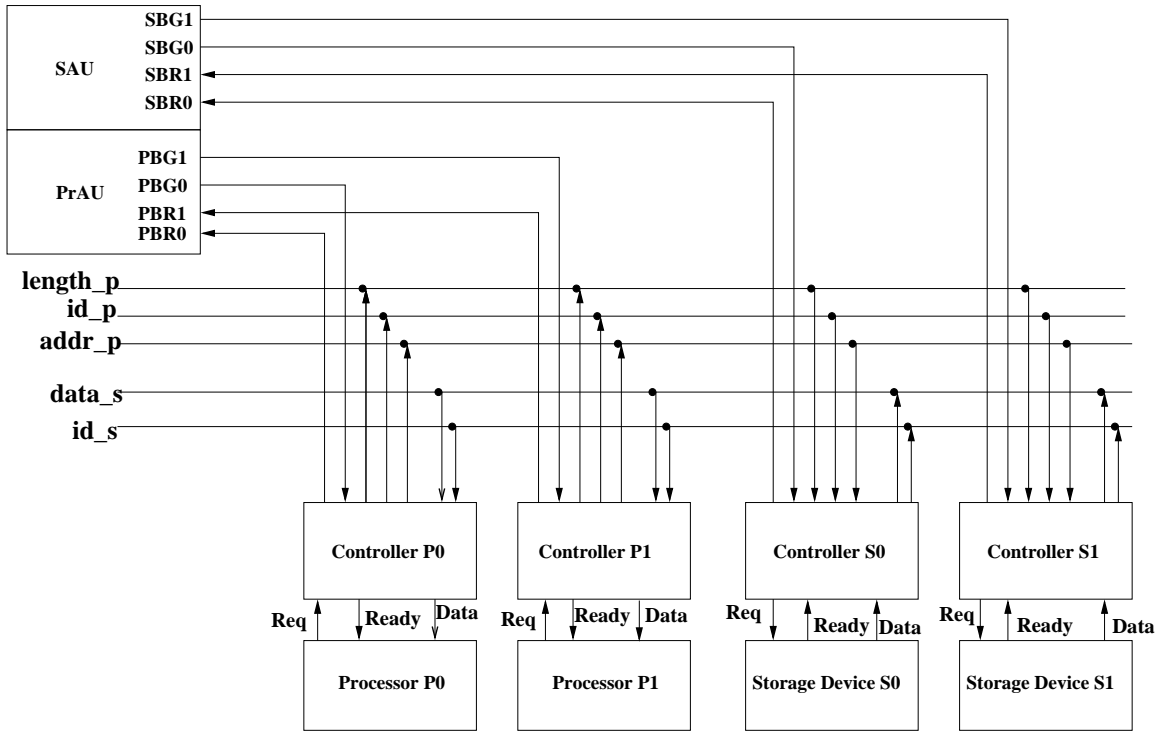 SBG1
SBG0
SAU
SBR1
SBR0
PBG1
PBG0
PrAU
PBR1
PBR0
length_p
id_p
addr_p
data_s
id_s
Controller P0
Controller P1
Controller S0
Controller S1
Req
Ready
Data
Req
Ready
Data
Req
Ready
Data
Req
Ready
Data
Processor P0
Processor P1
Storage Device S0
Storage Device S1